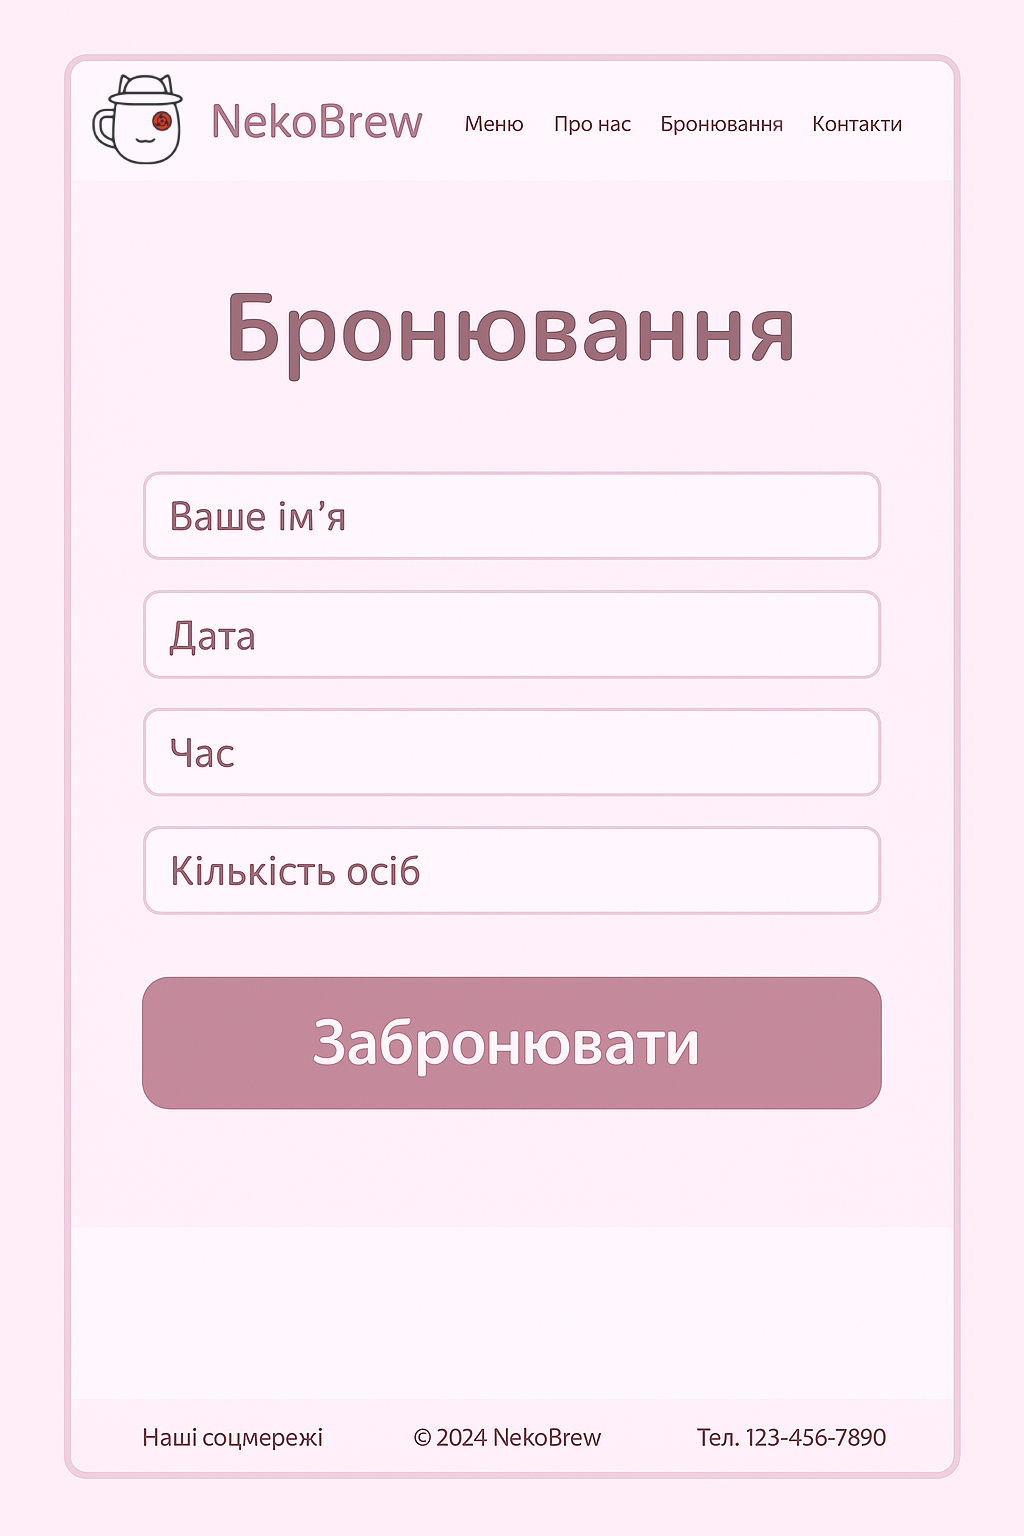 NekoBrew Меню Про нас Бронювання Контакти
Бронювання
Ваше ім’я
Дата
Час
Кількість осіб
Забронювати
Наші соцмережі © 2024 NekoBrew Тел. 123-456-7890